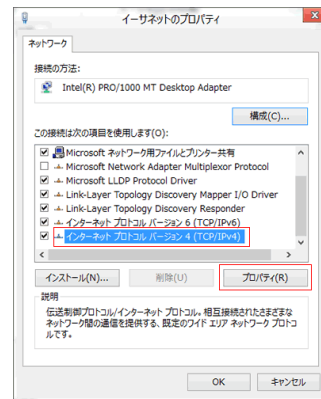 イーサネットのプロパティ
x
ネットワーク
接続の方法:
Intel(R) PRO/1000 MT Desktop Adapter
構成(C)...
この接続は次の項目を使用します(O):
Microsoft ネットワーク用ファイルとプリンター共有
Microsoft Network Adapter Multiplexor Protocol
Microsoft LLDP Protocol Driver
Link-Layer Topology Discovery Mapper I/O Driver
Link-Layer Topology Discovery Responder
インターネット プロトコル バージョン 6 (TCP/IPv6)
インターネット プロトコル バージョン 4 (TCP/IPv4)
インストール(N)...
削除(U)
プロパティ(R)
説明
伝送制御プロトコル/インターネット プロトコル。相互接続されたさまざまな
ネットワーク間の通信を提供する、既定のワイド エリア ネットワーク プロトコ
ルです。
OK
キャンセル